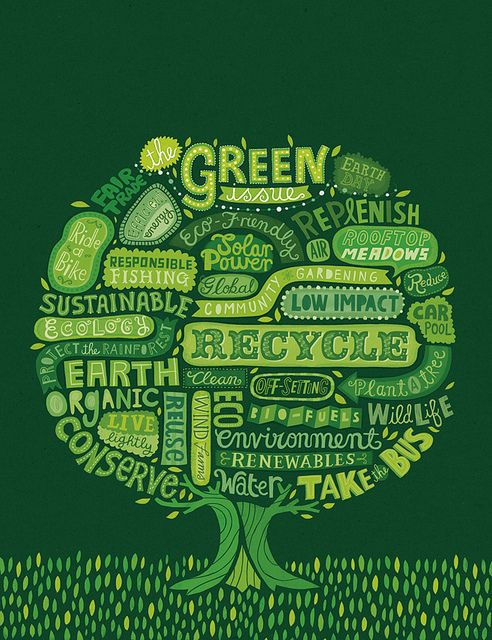 the
GREEN
issue
EARTH
DAY
FAIR
TRADE
energy
Eco-Friendly
REPLENISH
Ride
a
Bike
Solar
Power
AIR
ROOFTOP
MEADOWS
RESPONSIBLE
FISHING
Global
COMMUNITY GARDENING
Reduce
SUSTAINABLE
LOW IMPACT
CAR
POOL
ECOLOGY
RECYCLE
PROTECT the RAINFOREST
EARTH
Clean
OFF-SETTING
Plant A tree
ORGANIC
REUSE
WIND farms
ECO
BIO-FUELS
Wild Life
LIVE
lightly
environment
CONSERVE
RENEWABLES
Water
TAKE the BUS